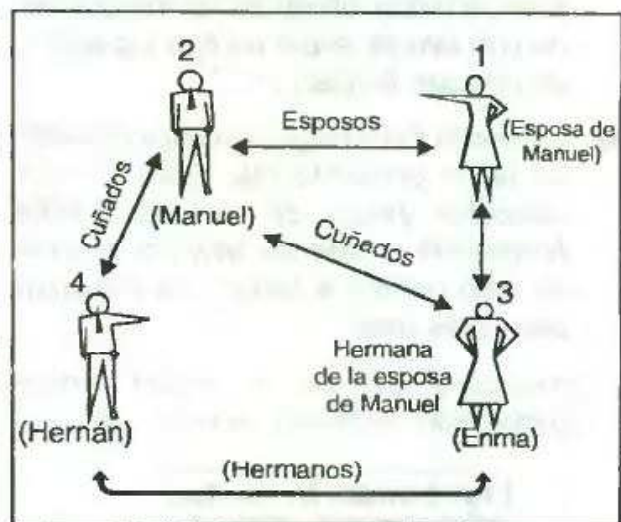 2
1
Esposos
(Esposa de
Manuel)
Cuñados
(Manuel)
Cuñados
4
3
Hermana
de la esposa
de Manuel
(Hernán)
(Enma)
(Hermanos)